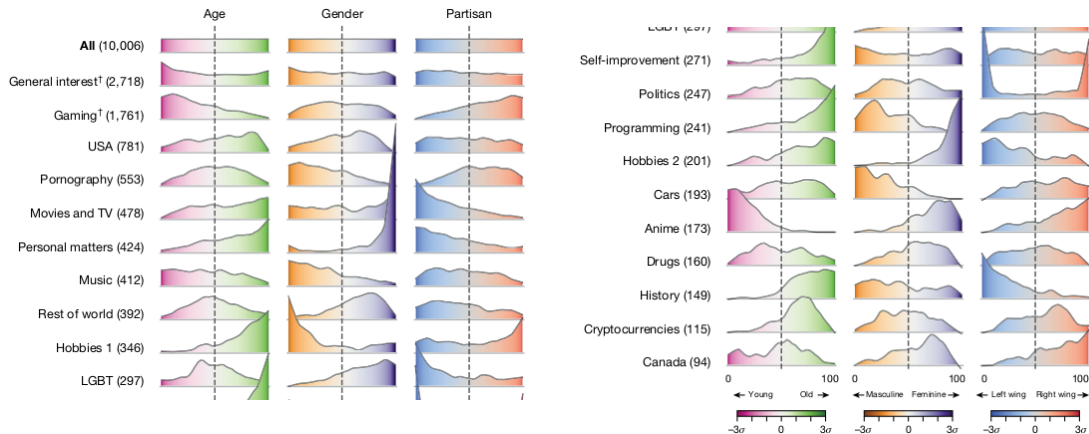 Age Gender Partisan
All (10,006)
General interest† (2,718)
Gaming† (1,761)
USA (781)
Pornography (553)
Movies and TV (478)
Personal matters (424)
Music (412)
Rest of world (392)
Hobbies 1 (346)
LGBT (297)
LGBT (297)
Self-improvement (271)
Politics (247)
Programming (241)
Hobbies 2 (201)
Cars (193)
Anime (173)
Drugs (160)
History (149)
Cryptocurrencies (115)
Canada (94)
0 100 0 100 0 100
Young Old Masculine Feminine Left wing Right wing
−3σ 0 3σ −3σ 0 3σ −3σ 0 3σ